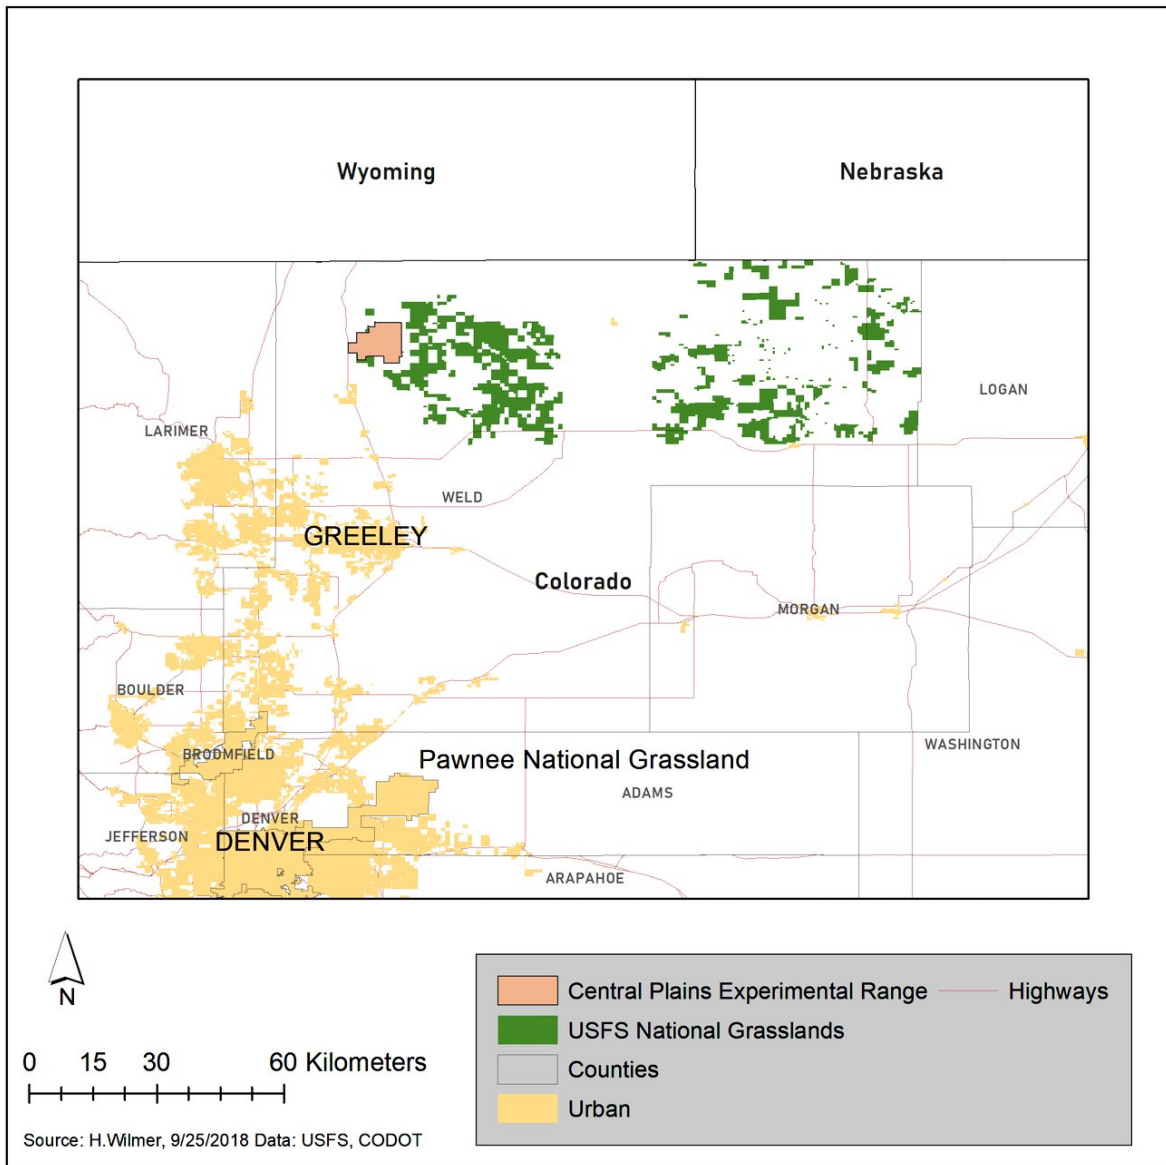 Wyoming
Nebraska
LOGAN
LARIMER
WELD
GREELEY
Colorado
MORGAN
BOULDER
WASHINGTON
BROOMFIELD
Pawnee National Grassland
ADAMS
DENVER
JEFFERSON
DENVER
ARAPAHOE
N
0 15 30 60 Kilometers
Source: H.Wilmer, 9/25/2018 Data: USFS, CODOT
Central Plains Experimental Range
Highways
USFS National Grasslands
Counties
Urban